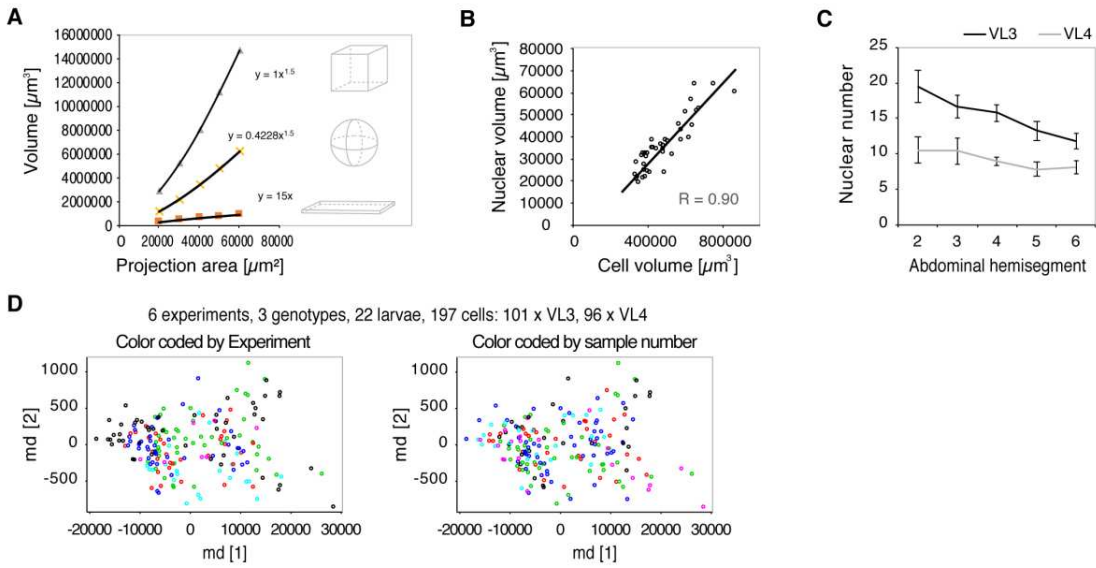 A
16000000
14000000
12000000
10000000
8000000
6000000
4000000
2000000
0
Volume [µm³]
y = 1x^1.5
y = 0.4228x^1.5
y = 15x
0 20000 40000 60000 80000
Projection area [µm²]
B
80000
70000
60000
50000
40000
30000
20000
10000
0
Nuclear volume [µm³]
R = 0.90
0 400000 800000
Cell volume [µm³]
C
VL3 VL4
25
20
15
10
5
0
Nuclear number
2 3 4 5 6
Abdominal hemisegment
D
6 experiments, 3 genotypes, 22 larvae, 197 cells: 101 x VL3, 96 x VL4
Color coded by Experiment
1000
500
0
-500
md [2]
-20000 -10000 0 10000 20000 30000
md [1]
Color coded by sample number
1000
500
0
-500
md [2]
-20000 -10000 0 10000 20000 30000
md [1]